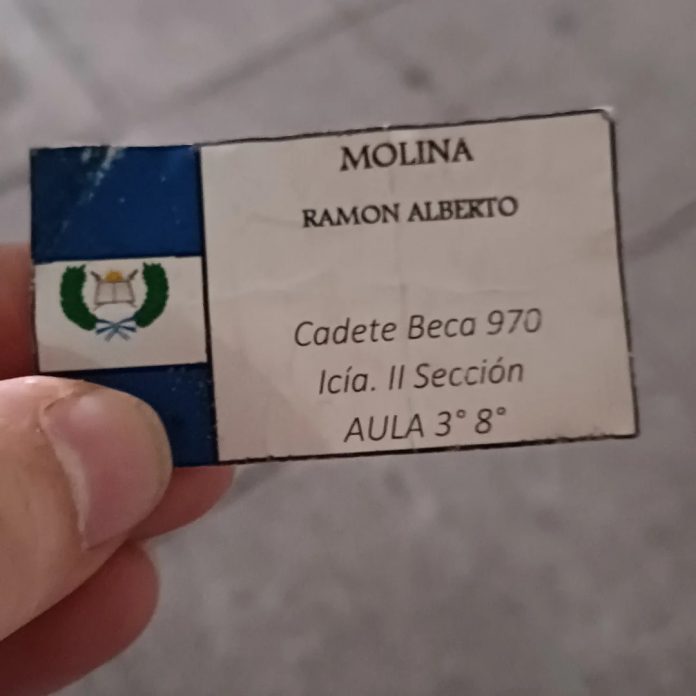 MOLINA
RAMON ALBERTO
Cadete Beca 970
Icía. II Sección
AULA 3° 8°